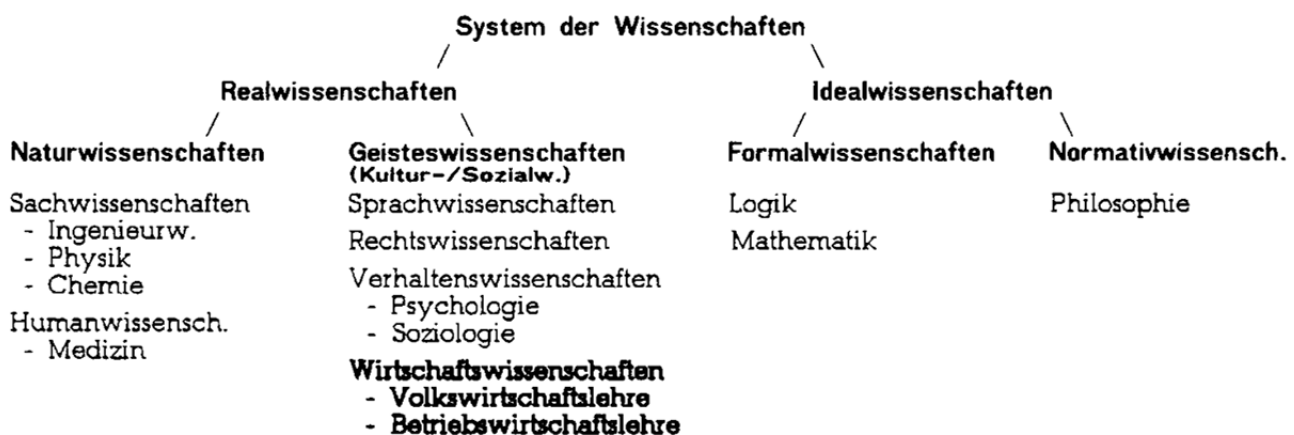 System der Wissenschaften
Realwissenschaften
Idealwissenschaften
Naturwissenschaften
Geisteswissenschaften
(Kultur-/Sozialw.)
Formalwissenschaften
Normativwissensch.
Sachwissenschaften
- Ingenieurw.
- Physik
- Chemie
Humanwissensch.
- Medizin
Sprachwissenschaften
Rechtswissenschaften
Verhaltenswissenschaften
- Psychologie
- Soziologie
Wirtschaftswissenschaften
- Volkswirtschaftslehre
- Betriebswirtschaftslehre
Logik
Mathematik
Philosophie